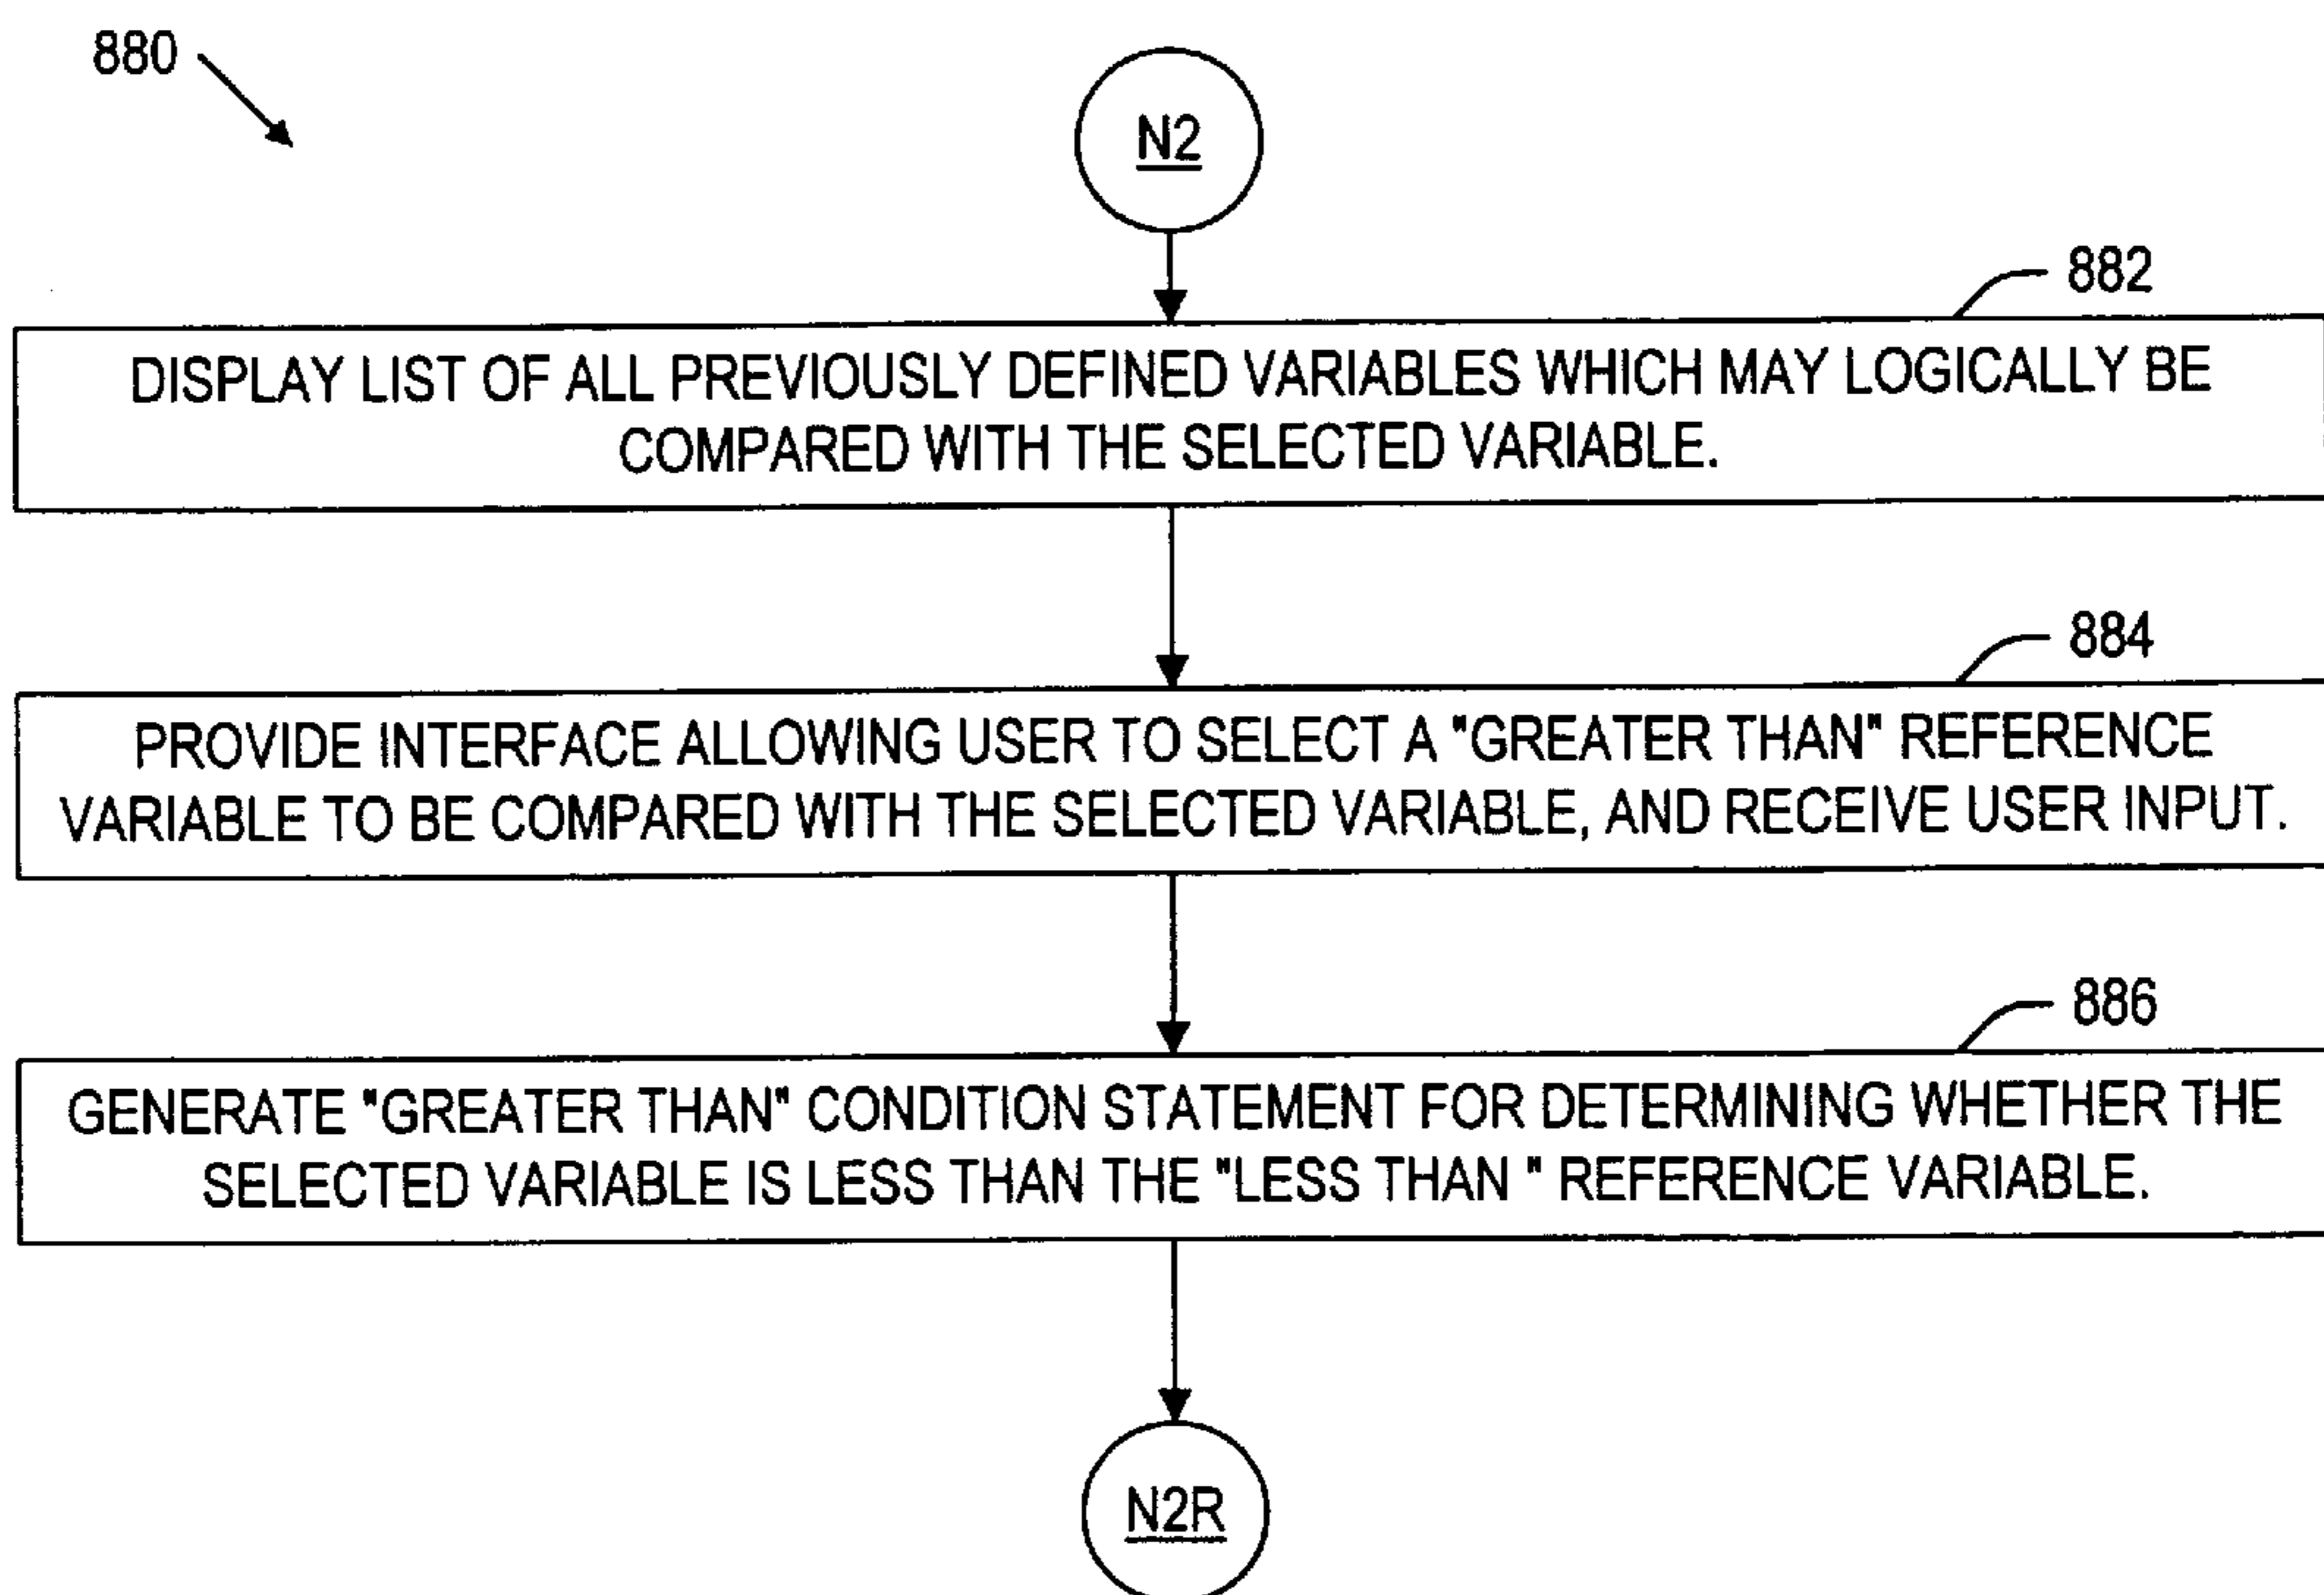 880
N2
882
DISPLAY LIST OF ALL PREVIOUSLY DEFINED VARIABLES WHICH MAY LOGICALLY BE
COMPARED WITH THE SELECTED VARIABLE.
884
PROVIDE INTERFACE ALLOWING USER TO SELECT A "GREATER THAN" REFERENCE
VARIABLE TO BE COMPARED WITH THE SELECTED VARIABLE, AND RECEIVE USER INPUT.
886
GENERATE "GREATER THAN" CONDITION STATEMENT FOR DETERMINING WHETHER THE
SELECTED VARIABLE IS LESS THAN THE "LESS THAN " REFERENCE VARIABLE.
N2R